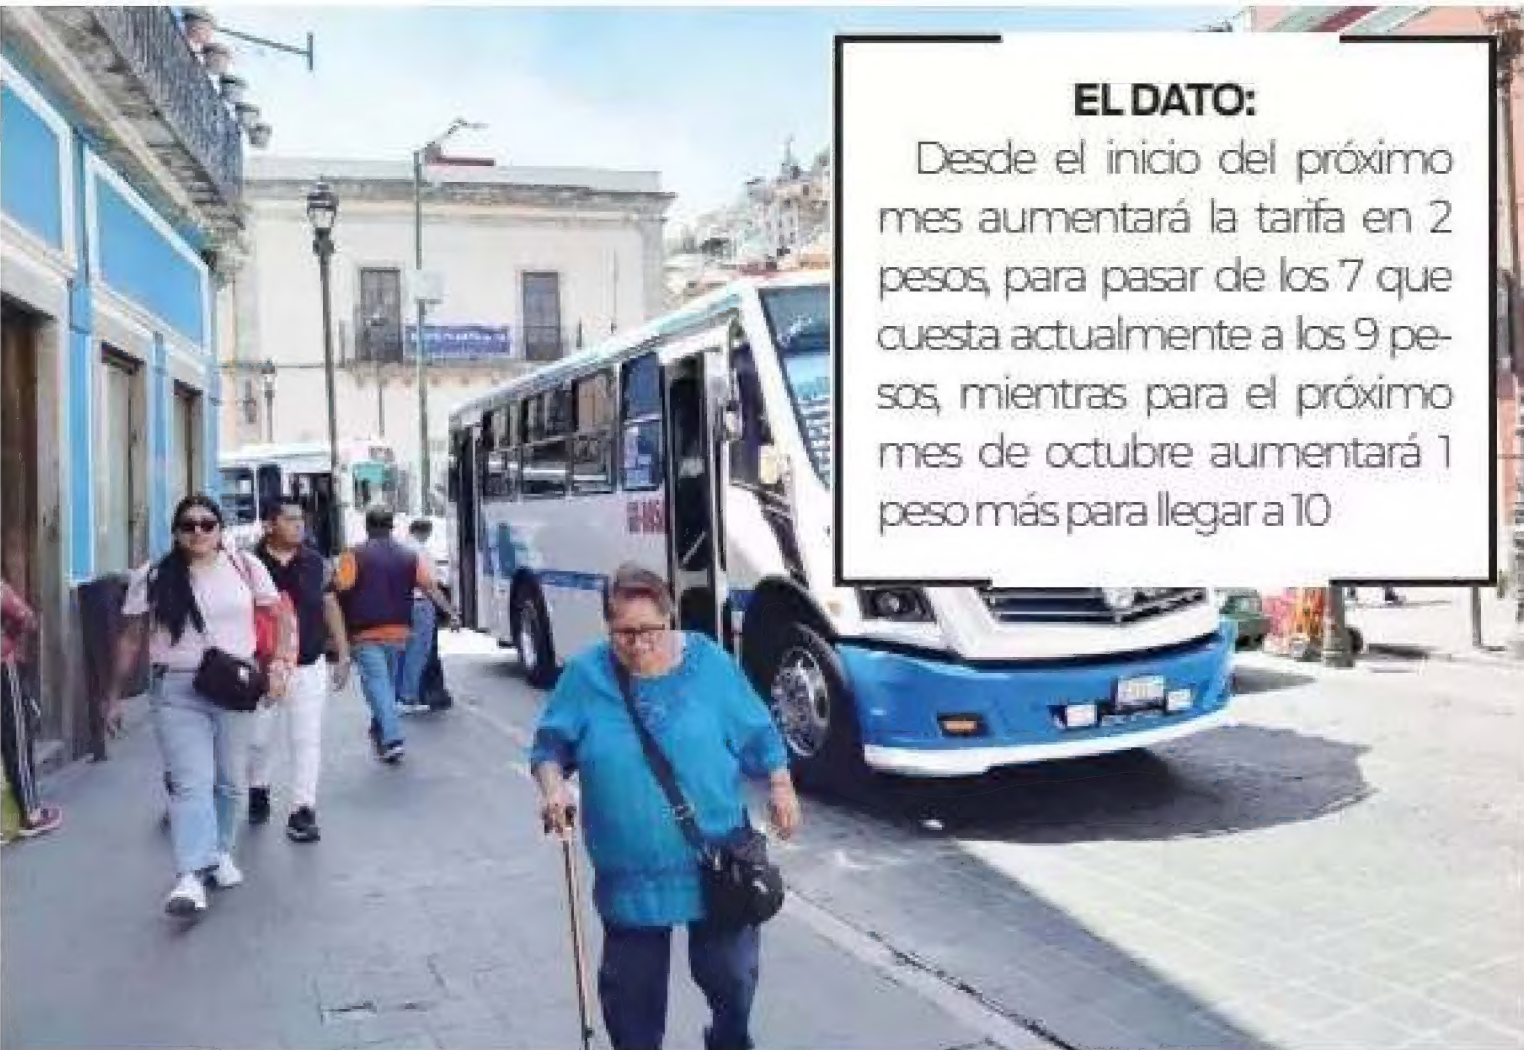 EL DATO:
Desde el inicio del próximo
mes aumentará la tarifa en 2
pesos, para pasar de los 7 que
cuesta actualmente a los 9 pe-
sos, mientras para el próximo
mes de octubre aumentará 1
peso más para llegar a 10